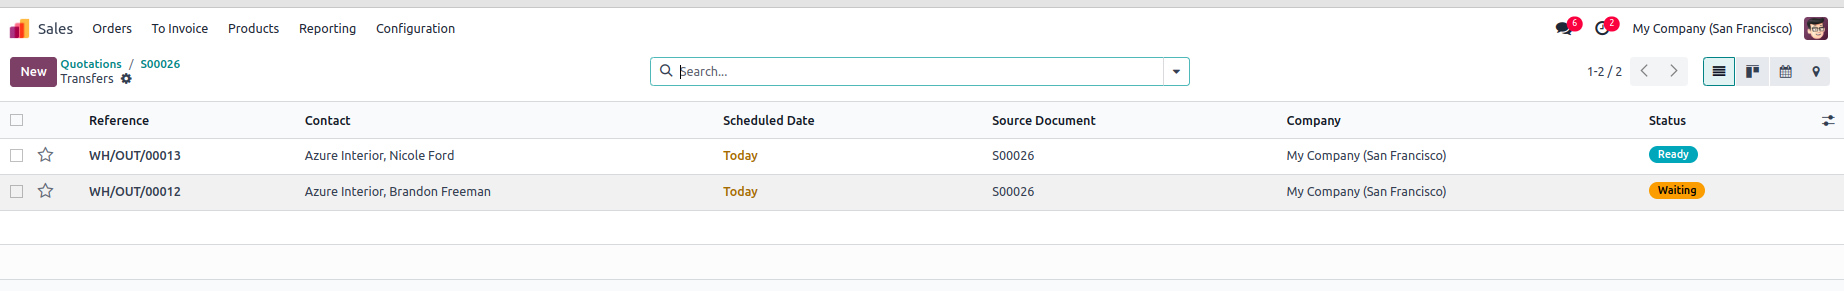 Sales Orders To Invoice Products Reporting Configuration 6 2 My Company (San Francisco)
New Quotations / S00026 Search... 1-2 / 2
Transfers
Reference Contact Scheduled Date Source Document Company Status
WH/OUT/00013 Azure Interior, Nicole Ford Today S00026 My Company (San Francisco) Ready
WH/OUT/00012 Azure Interior, Brandon Freeman Today S00026 My Company (San Francisco) Waiting